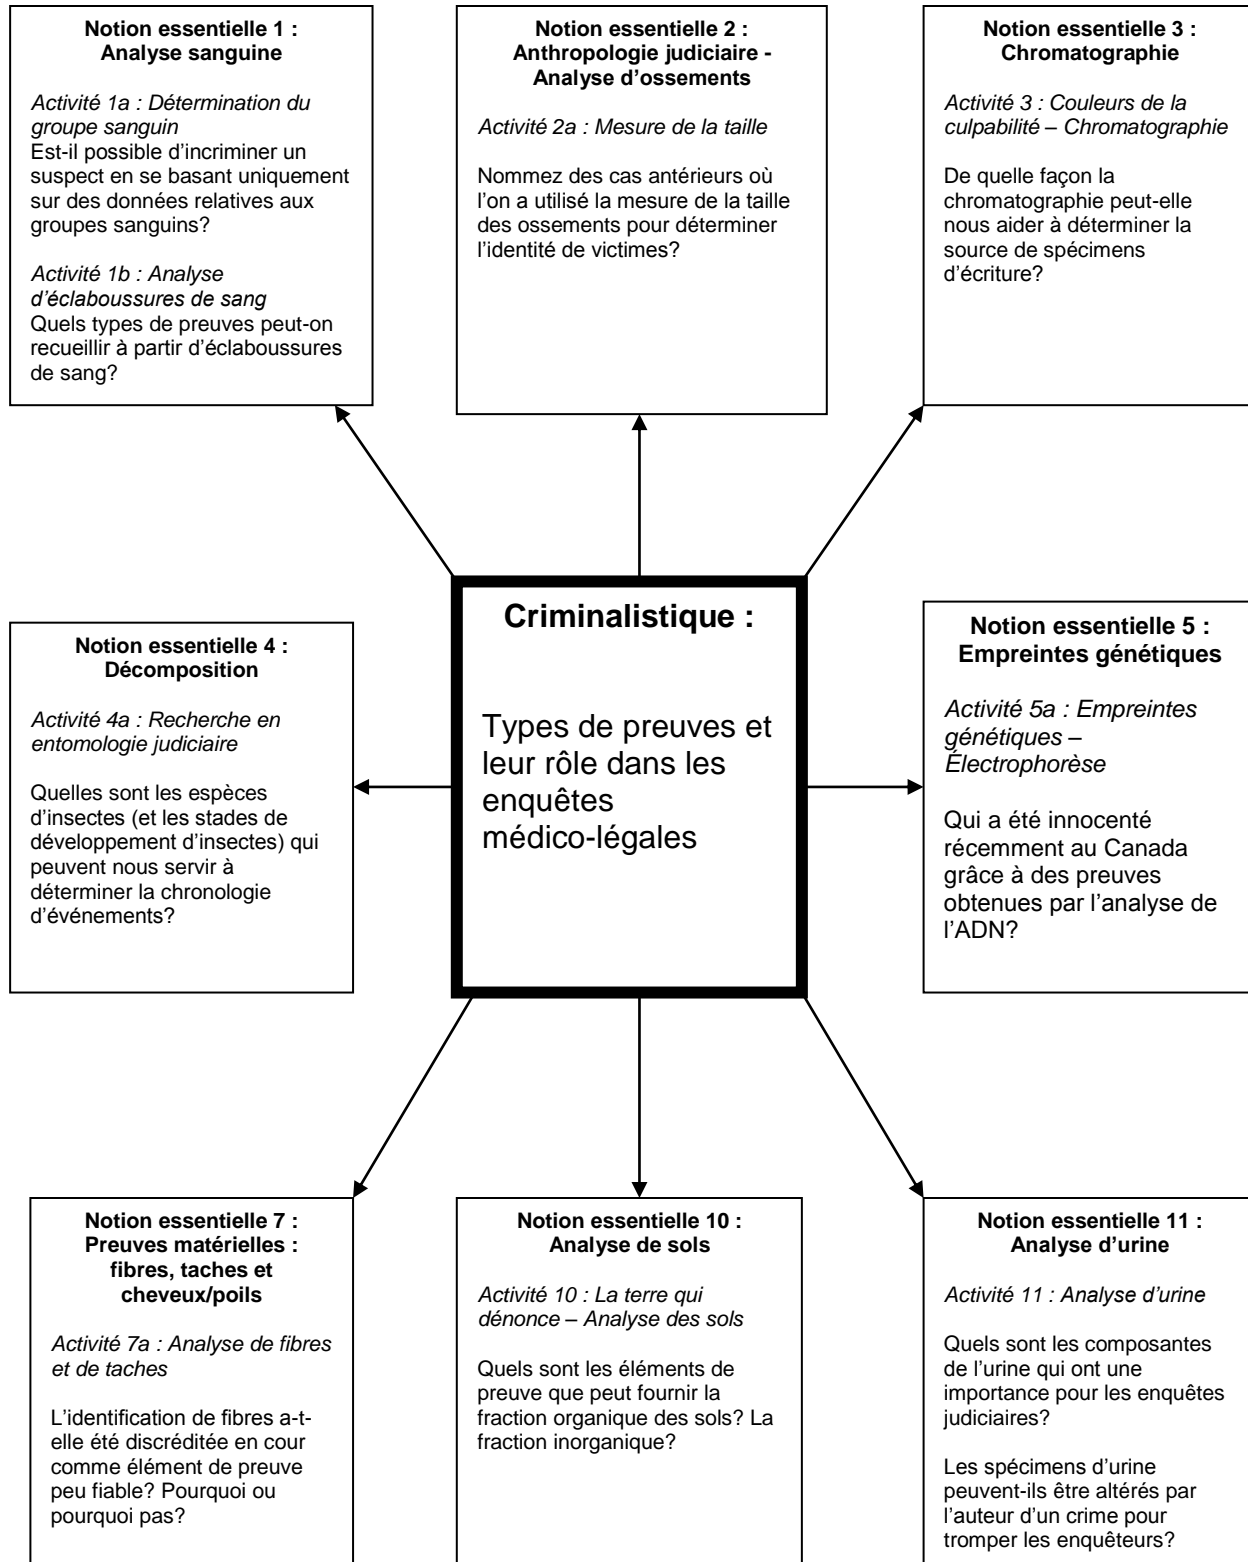 Notion essentielle 1 :
Analyse sanguine
Activité 1a : Détermination du
groupe sanguin
Est-il possible d’incriminer un
suspect en se basant uniquement
sur des données relatives aux
groupes sanguins?
Activité 1b : Analyse
d’éclaboussures de sang
Quels types de preuves peut-on
recueillir à partir d’éclaboussures
de sang?
Notion essentielle 2 :
Anthropologie judiciaire -
Analyse d’ossements
Activité 2a : Mesure de la taille
Nommez des cas antérieurs où
l’on a utilisé la mesure de la taille
des ossements pour déterminer
l’identité de victimes?
Notion essentielle 3 :
Chromatographie
Activité 3 : Couleurs de la
culpabilité – Chromatographie
De quelle façon la
chromatographie peut-elle
nous aider à déterminer la
source de spécimens
d’écriture?
Notion essentielle 4 :
Décomposition
Activité 4a : Recherche en
entomologie judiciaire
Quelles sont les espèces
d’insectes (et les stades de
développement d’insectes) qui
peuvent nous servir à
déterminer la chronologie
d’événements?
Criminalistique :
Types de preuves et
leur rôle dans les
enquêtes
médico-légales
Notion essentielle 5 :
Empreintes génétiques
Activité 5a : Empreintes
génétiques –
Électrophorèse
Qui a été innocenté
récemment au Canada
grâce à des preuves
obtenues par l’analyse de
l’ADN?
Notion essentielle 7 :
Preuves matérielles :
fibres, taches et
cheveux/poils
Activité 7a : Analyse de fibres
et de taches
L’identification de fibres a-t-
elle été discréditée en cour
comme élément de preuve
peu fiable? Pourquoi ou
pourquoi pas?
Notion essentielle 10 :
Analyse de sols
Activité 10 : La terre qui
dénonce – Analyse des sols
Quels sont les éléments de
preuve que peut fournir la
fraction organique des sols? La
fraction inorganique?
Notion essentielle 11 :
Analyse d’urine
Activité 11 : Analyse d’urine
Quels sont les composantes
de l’urine qui ont une
importance pour les enquêtes
judiciaires?
Les spécimens d’urine
peuvent-ils être altérés par
l’auteur d’un crime pour
tromper les enquêteurs?